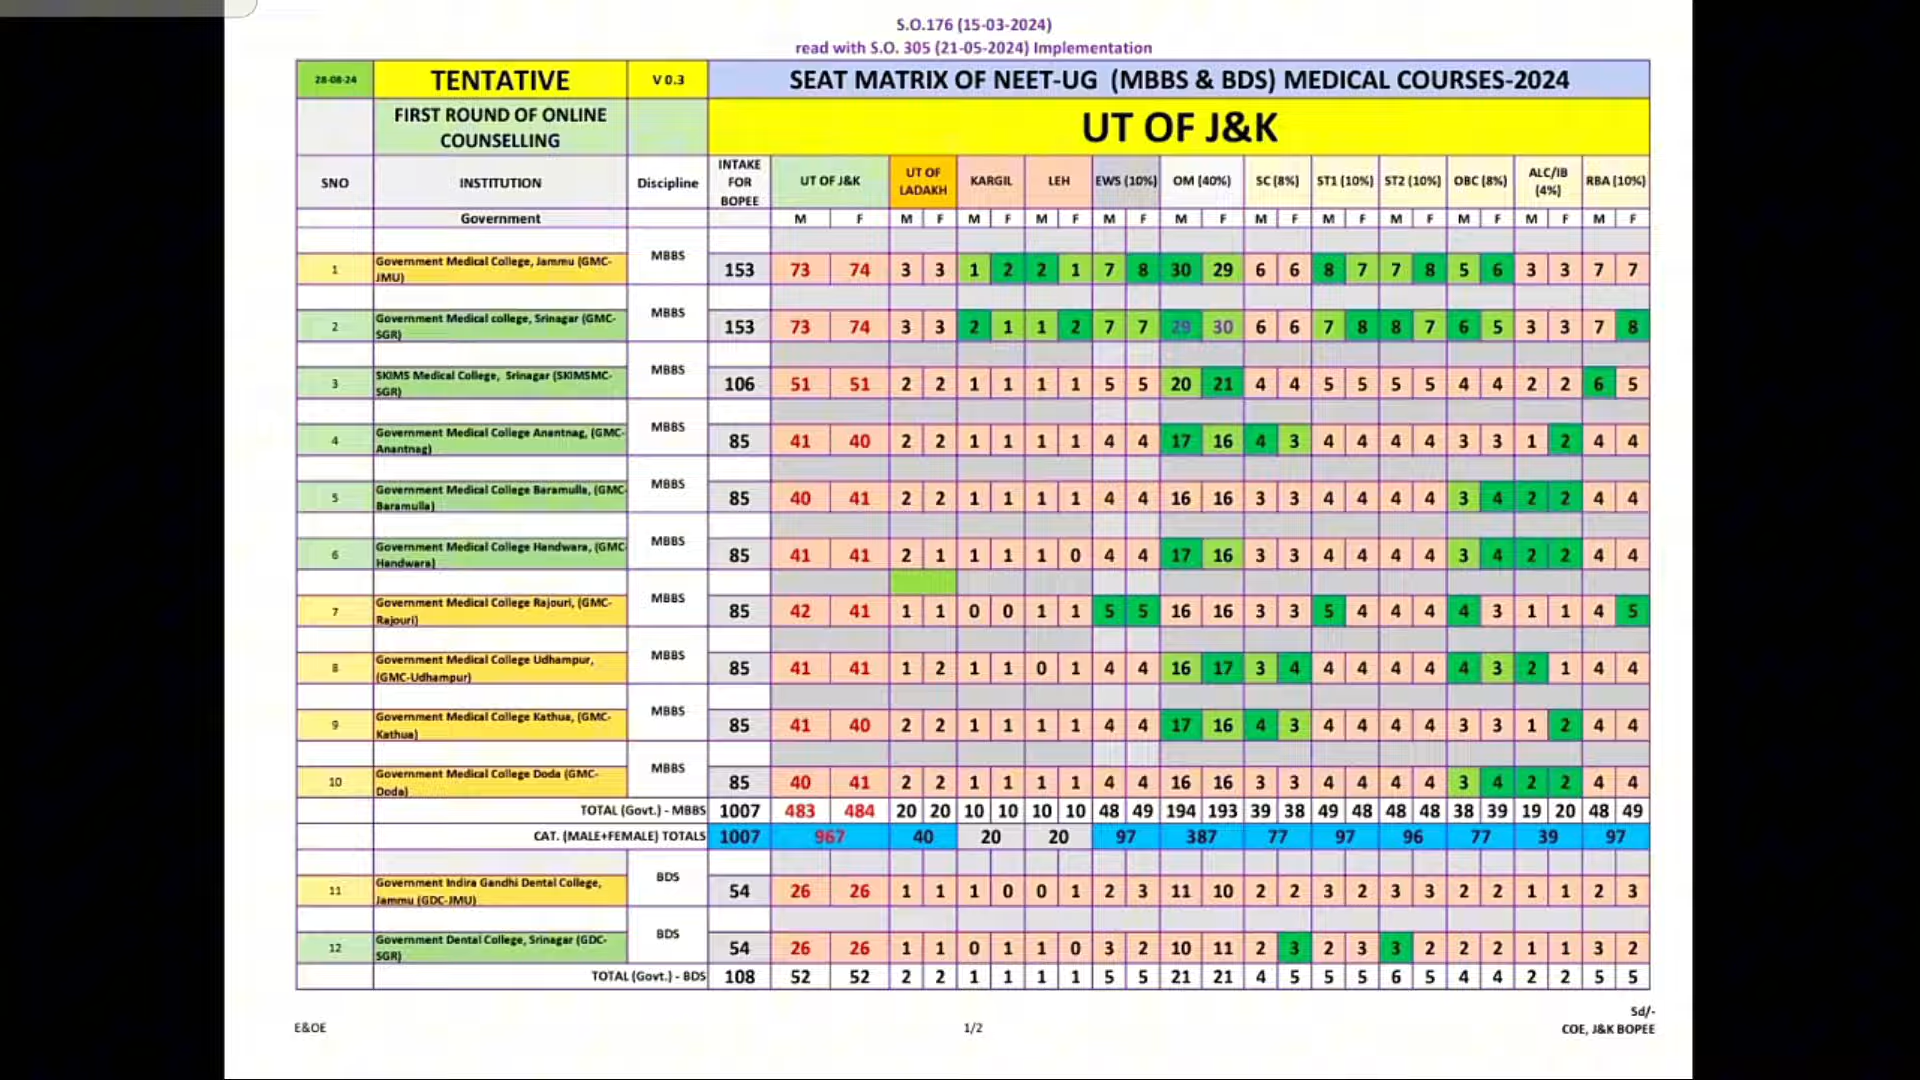 S.O.176 (15-03-2024)
read with S.O. 305 (21-05-2024) Implementation
28-08-24 TENTATIVE V 0.3 SEAT MATRIX OF NEET-UG (MBBS & BDS) MEDICAL COURSES-2024
FIRST ROUND OF ONLINE COUNSELLING UT OF J&K
SNO INSTITUTION Discipline INTAKE FOR BOPEE UT OF J&K UT OF LADAKH KARGIL LEH EWS (10%) OM (40%) SC (8%) ST1 (10%) ST2 (10%) OBC (8%) ALC/IB (4%) RBA (10%)
Government M F M F M F M F M F M F M F M F M F M F M F M F
1 Government Medical College, Jammu (GMC-JMU) MBBS 153 73 74 3 3 1 2 2 1 7 8 30 29 6 6 8 7 7 8 5 6 3 3 7 7
2 Government Medical college, Srinagar (GMC-SGR) MBBS 153 73 74 3 3 2 1 1 2 7 7 29 30 6 6 7 8 8 7 6 5 3 3 7 8
3 SKIMS Medical College, Srinagar (SKIMSMC-SGR) MBBS 106 51 51 2 2 1 1 1 1 5 5 20 21 4 4 5 5 5 5 4 4 2 2 6 5
4 Government Medical College Anantnag, (GMC-Anantnag) MBBS 85 41 40 2 2 1 1 1 1 4 4 17 16 4 3 4 4 4 4 3 3 1 2 4 4
5 Government Medical College Baramulla, (GMC-Baramulla) MBBS 85 40 41 2 2 1 1 1 1 4 4 16 16 3 3 4 4 4 4 3 4 2 2 4 4
6 Government Medical College Handwara, (GMC-Handwara) MBBS 85 41 41 2 1 1 1 1 0 4 4 17 16 3 3 4 4 4 4 3 4 2 2 4 4
7 Government Medical College Rajouri, (GMC-Rajouri) MBBS 85 42 41 1 1 0 0 1 1 5 5 16 16 3 3 5 4 4 4 4 3 1 1 4 5
8 Government Medical College Udhampur, (GMC-Udhampur) MBBS 85 41 41 1 2 1 1 0 1 4 4 16 17 3 4 4 4 4 4 4 3 2 1 4 4
9 Government Medical College Kathua, (GMC-Kathua) MBBS 85 41 40 2 2 1 1 1 1 4 4 17 16 4 3 4 4 4 4 3 3 1 2 4 4
10 Government Medical College Doda (GMC-Doda) MBBS 85 40 41 2 2 1 1 1 1 4 4 16 16 3 3 4 4 4 4 3 4 2 2 4 4
TOTAL (Govt.) - MBBS 1007 483 484 20 20 10 10 10 10 48 49 194 193 39 38 49 48 48 48 38 39 19 20 48 49
CAT. (MALE+FEMALE) TOTALS 1007 967 40 20 20 97 387 77 97 96 77 39 97
11 Government Indira Gandhi Dental College, Jammu (GDC-JMU) BDS 54 26 26 1 1 1 0 0 1 2 3 11 10 2 2 3 2 3 3 2 2 1 1 2 3
12 Government Dental College, Srinagar (GDC-SGR) BDS 54 26 26 1 1 0 1 1 0 3 2 10 11 2 3 2 3 3 2 2 2 1 1 3 2
TOTAL (Govt.) - BDS 108 52 52 2 2 1 1 1 1 5 5 21 21 4 5 5 5 6 5 4 4 2 2 5 5
Sd/-
E&OE 1/2 COE, J&K BOPEE